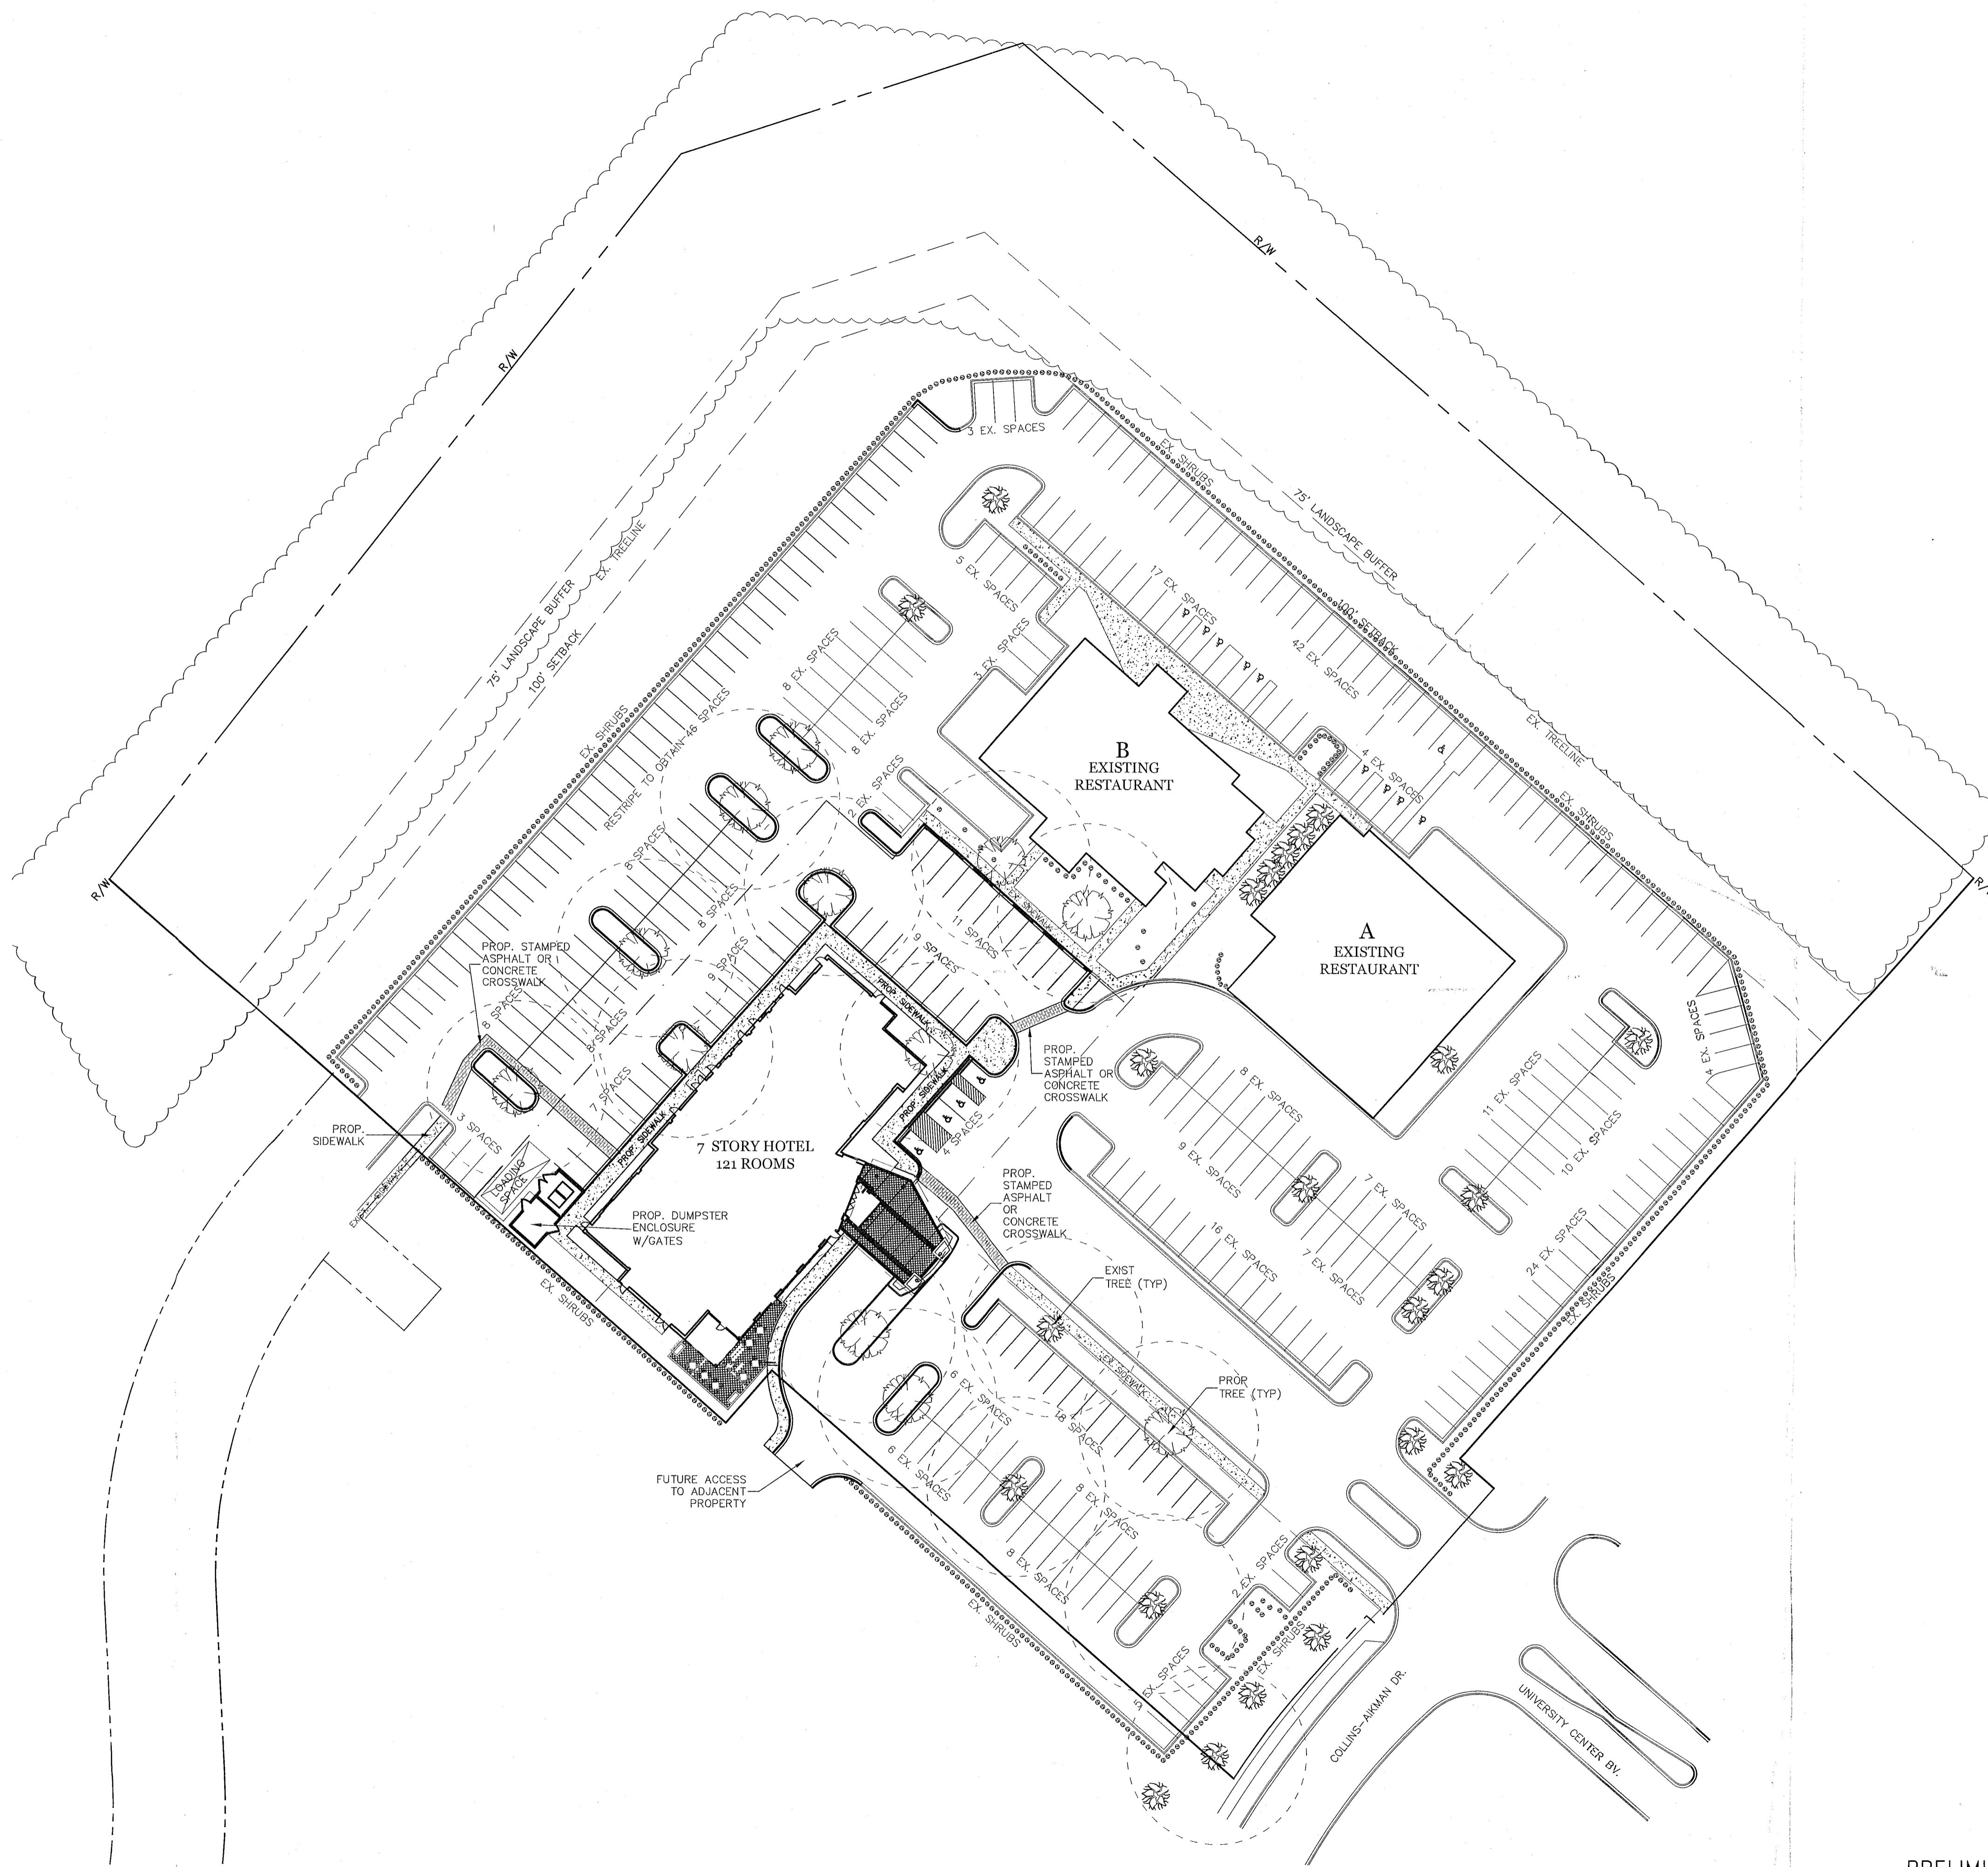 R/W
R/W
3 EX. SPACES
EX. SHRUBS
75' LANDSCAPE BUFFER
EX. TREELINE
75' LANDSCAPE BUFFER
100' SETBACK
5 EX. SPACES
17 EX. SPACES
100' SETBACK
42 EX. SPACES
3 EX. SPACES
8 EX. SPACES
8 EX. SPACES
EX. SHRUBS
RESTRIPE TO OBTAIN 46 SPACES
EX. TREELINE
B
EXISTING
RESTAURANT
4 EX. SPACES
2 EX. SPACES
EX. SHRUBS
8 SPACES
8 SPACES
R/W
R/W
A
EXISTING
RESTAURANT
SIDEWALK
11 SPACES
9 SPACES
9 SPACES
PROP. STAMPED
ASPHALT OR
CONCRETE
CROSSWALK
PROP. SIDEWALK
8 SPACES
8 SPACES
4 EX. SPACES
PROP.
STAMPED
ASPHALT OR
CONCRETE
CROSSWALK
8 EX. SPACES
11 EX. SPACES
10 EX. SPACES
7 SPACES
PROP. SIDEWALK
4 SPACES
PROP.
SIDEWALK
3 SPACES
PROP. SIDEWALK
7 STORY HOTEL
121 ROOMS
9 EX. SPACES
7 EX. SPACES
LOADING
SPACE
PROP.
STAMPED
ASPHALT
OR
CONCRETE
CROSSWALK
PROP. DUMPSTER
ENCLOSURE
W/GATES
16 EX. SPACES
7 EX. SPACES
24 EX. SPACES
EX. SHRUBS
EX. SHRUBS
EXIST
TREE (TYP)
EX. SIDEWALK
PROP
TREE (TYP)
6 EX. SPACES
18 SPACES
6 EX. SPACES
FUTURE ACCESS
TO ADJACENT
PROPERTY
8 EX. SPACES
8 EX. SPACES
2 EX. SPACES
EX. SHRUBS
EX. SHRUBS
5 EX. SPACES
COLLINS-AIKMAN DR.
UNIVERSITY CENTER BV.